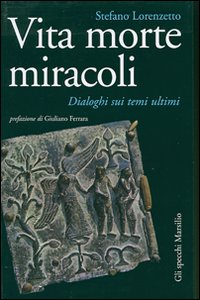 Stefano Lorenzetto
Vita morte
miracoli
Dialoghi sui temi ultimi
prefazione di Giuliano Ferrara
Gli specchi Marsilio